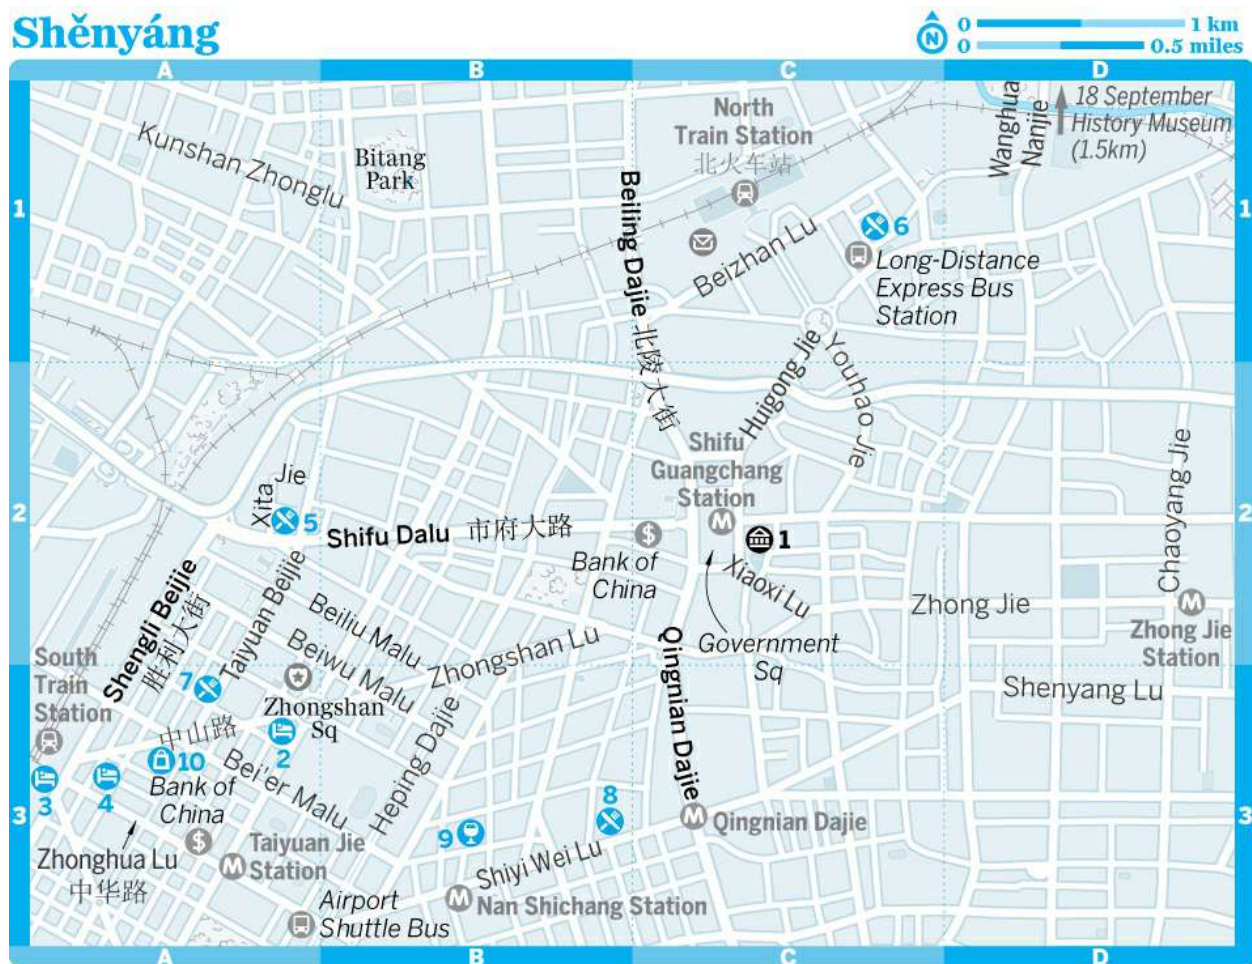 Shěnyáng
N
0 1 km
0 0.5 miles
A
B
C
D
1
1
Kunshan Zhonglu
Bitang
Park
North
Train Station
北火车站
Wanghua
Nanjie
18 September
History Museum
(1.5km)
Beiling Dajie 北陵大街
Beizhan Lu
6
Long-Distance
Express Bus
Station
Huigong Jie
Youhao Jie
Shifu
Guangchang
Station
Xita Jie
5
2
2
Shifu Dalu 市府大路
$
Bank of
China
M
1
Xiaoxi Lu
Government
Sq
Zhong Jie
Chaoyang Jie
M
Zhong Jie
Station
Shenyang Lu
Shengli Beijie
胜利大街
Taiyuan Beijie
Beiliu Malu
Beiwu Malu
Zhongshan Lu
Qingnian Dajie
South
Train
Station
7
Zhongshan
Sq
中山路
2
Heping Dajie
10
Bei'er Malu
3
4
Bank of
China
$
Zhonghua Lu
中华路
M
Taiyuan Jie
Station
8
9
M
Qingnian Dajie
3
3
Shiyi Wei Lu
M
Nan Shichang Station
Airport
Shuttle Bus
A
B
C
D